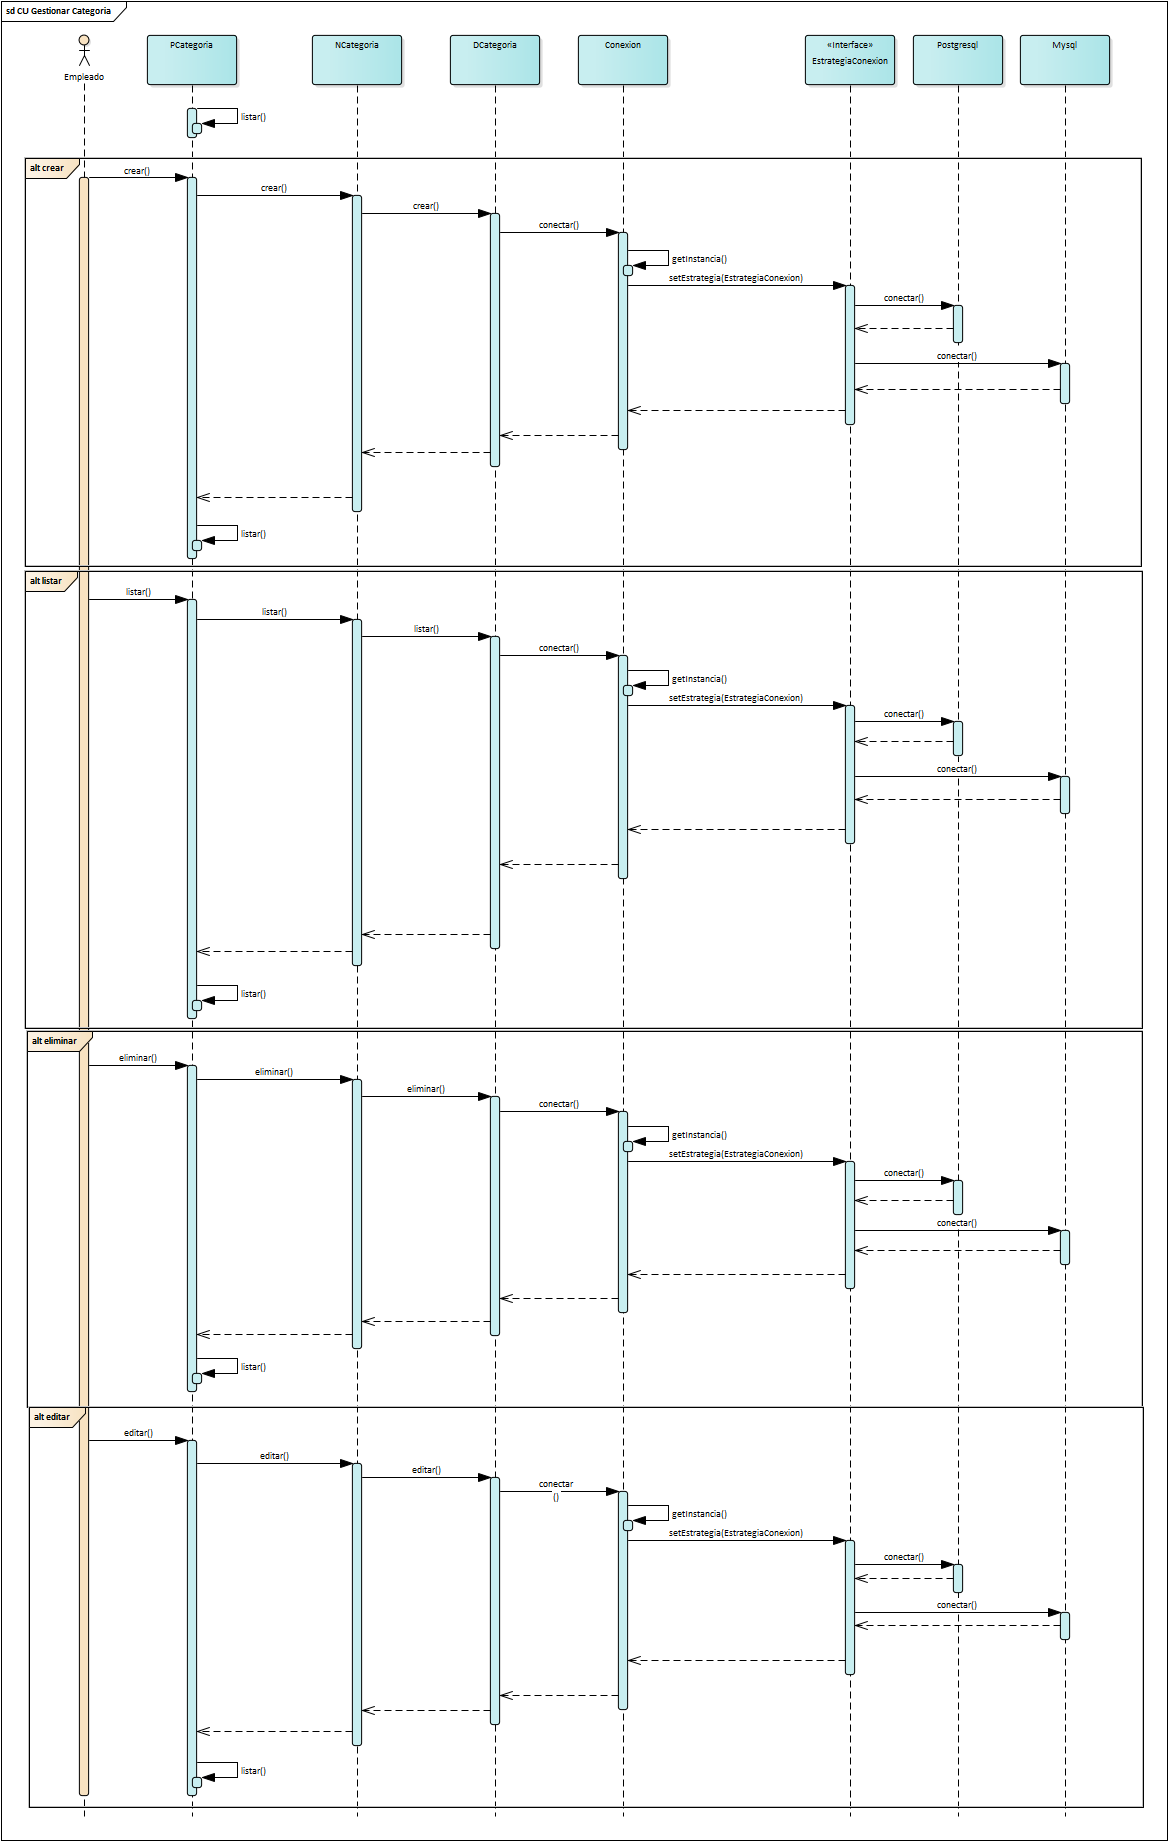 sd CU Gestionar Categoria
Empleado
PCategoria
NCategoria
DCategoria
Conexion
«Interface»
EstrategiaConexion
Postgresql
Mysql
listar()
alt crear
crear()
crear()
crear()
conectar()
getInstancia()
setEstrategia(EstrategiaConexion)
conectar()
conectar()
listar()
alt listar
listar()
listar()
listar()
conectar()
getInstancia()
setEstrategia(EstrategiaConexion)
conectar()
conectar()
listar()
alt eliminar
eliminar()
eliminar()
eliminar()
conectar()
getInstancia()
setEstrategia(EstrategiaConexion)
conectar()
conectar()
listar()
alt editar
editar()
editar()
editar()
conectar
()
getInstancia()
setEstrategia(EstrategiaConexion)
conectar()
conectar()
listar()